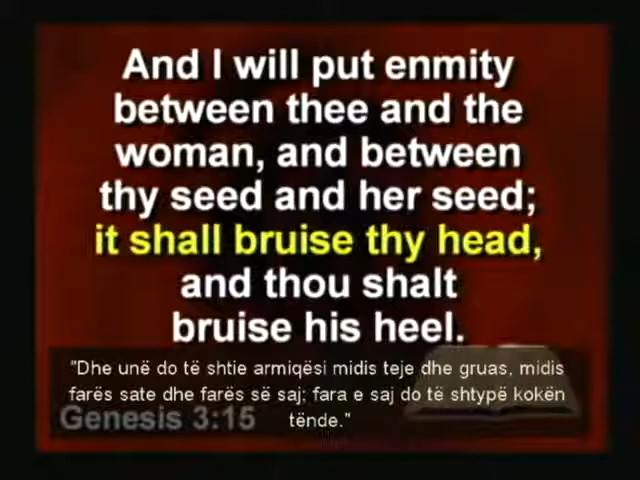 And I will put enmity
between thee and the
woman, and between
thy seed and her seed;
it shall bruise thy head,
and thou shalt
bruise his heel.
"Dhe unë do të shtie armiqësi midis teje dhe gruas, midis
farës sate dhe farës së saj; fara e saj do të shtypë kokën
tënde."
Genesis 3:15